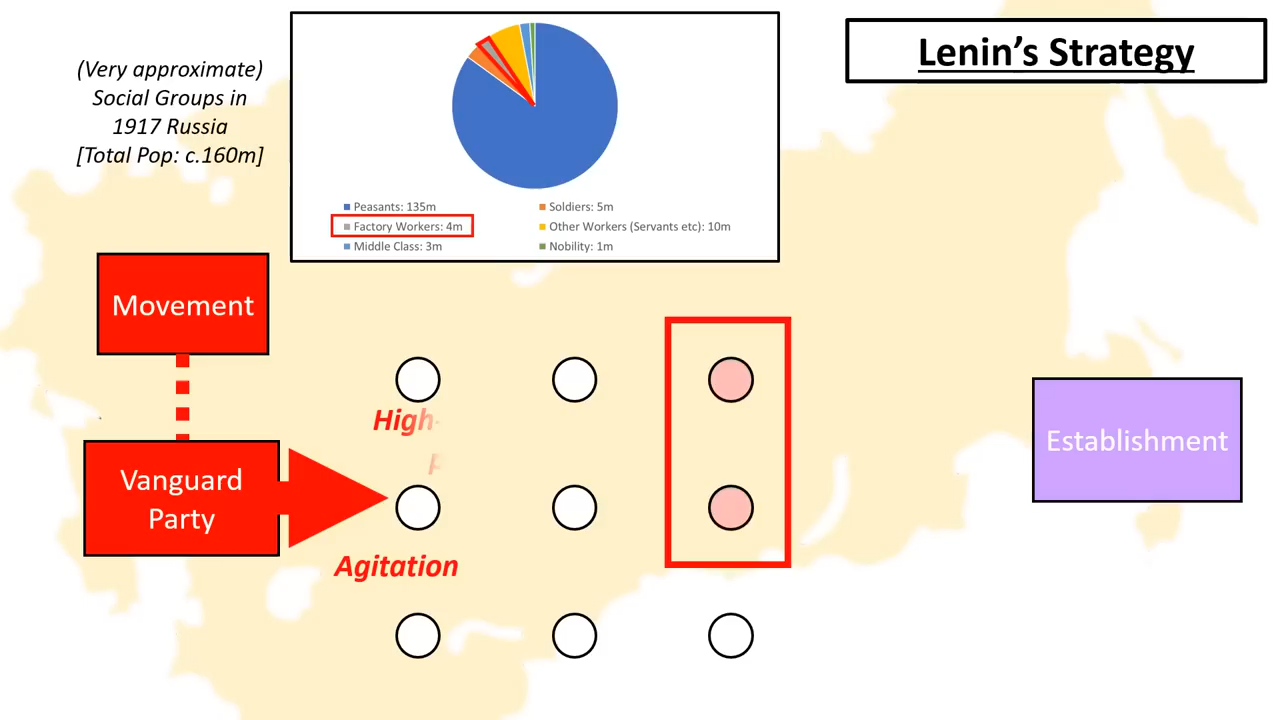 Lenin's Strategy
(Very approximate)
Social Groups in
1917 Russia
[Total Pop: c.160m]
Peasants: 135m
Soldiers: 5m
Factory Workers: 4m
Other Workers (Servants etc): 10m
Middle Class: 3m
Nobility: 1m
Movement
High-
Establishment
Vanguard
Party
Agitation